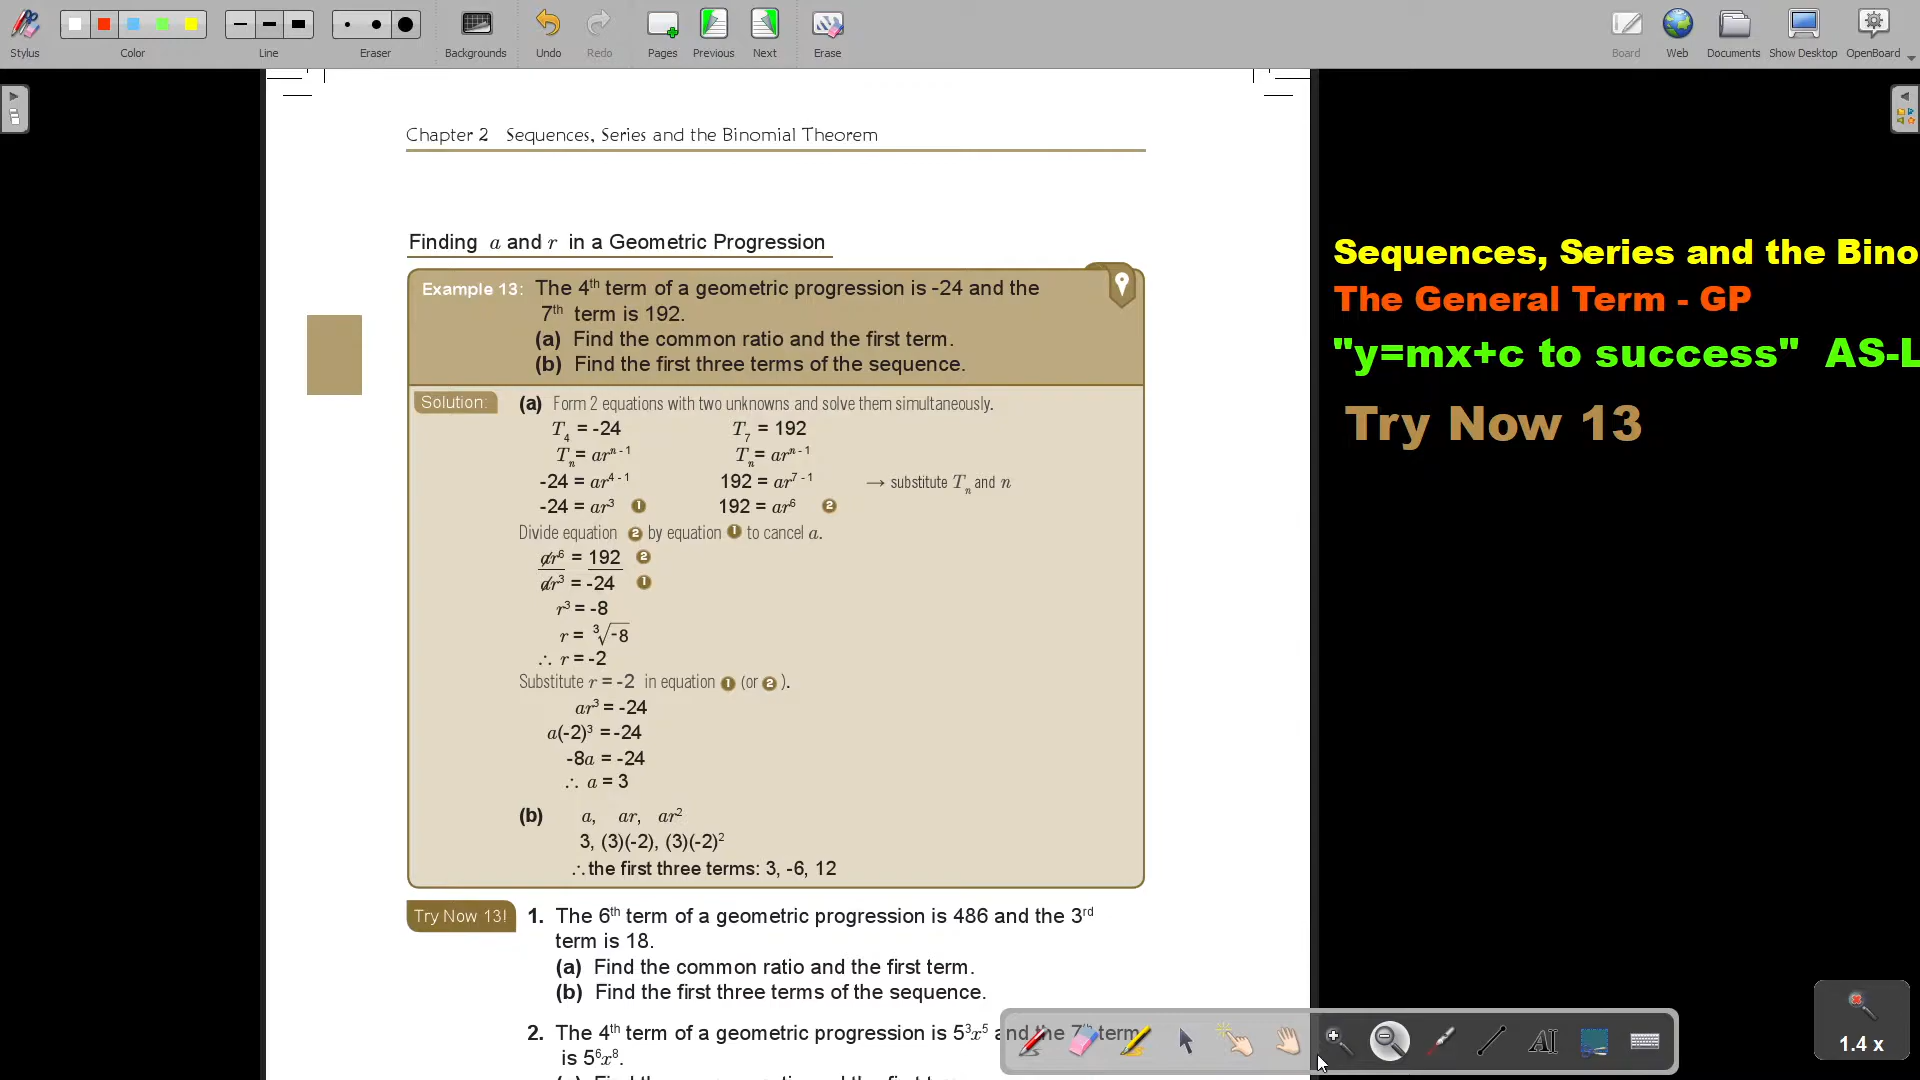 Stylus Color Line Eraser Backgrounds Undo Redo Pages Previous Next Erase Board Web Documents Show Desktop OpenBoard
Chapter 2 Sequences, Series and the Binomial Theorem
Finding a and r in a Geometric Progression
Example 13: The 4th term of a geometric progression is -24 and the
7th term is 192.
(a) Find the common ratio and the first term.
(b) Find the first three terms of the sequence.
Solution: (a) Form 2 equations with two unknowns and solve them simultaneously.
T₄ = -24 T₇ = 192
Tₙ = arⁿ⁻¹ Tₙ = arⁿ⁻¹
-24 = ar⁴⁻¹ 192 = ar⁷⁻¹ → substitute Tₙ and n
-24 = ar³ ① 192 = ar⁶ ②
Divide equation ② by equation ① to cancel a.
ar⁶ = 192 ②
ar³ = -24 ①
r³ = -8
r = ³√-8
∴ r = -2
Substitute r = -2 in equation ① (or ②).
ar³ = -24
a(-2)³ = -24
-8a = -24
∴ a = 3
(b) a, ar, ar²
3, (3)(-2), (3)(-2)²
∴ the first three terms: 3, -6, 12
Try Now 13! 1. The 6th term of a geometric progression is 486 and the 3rd
term is 18.
(a) Find the common ratio and the first term.
(b) Find the first three terms of the sequence.
2. The 4th term of a geometric progression is 5³x⁵ and the 7th term
is 5⁶x⁸.
Sequences, Series and the Bino
The General Term - GP
"y=mx+c to success" AS-L
Try Now 13
1.4 x